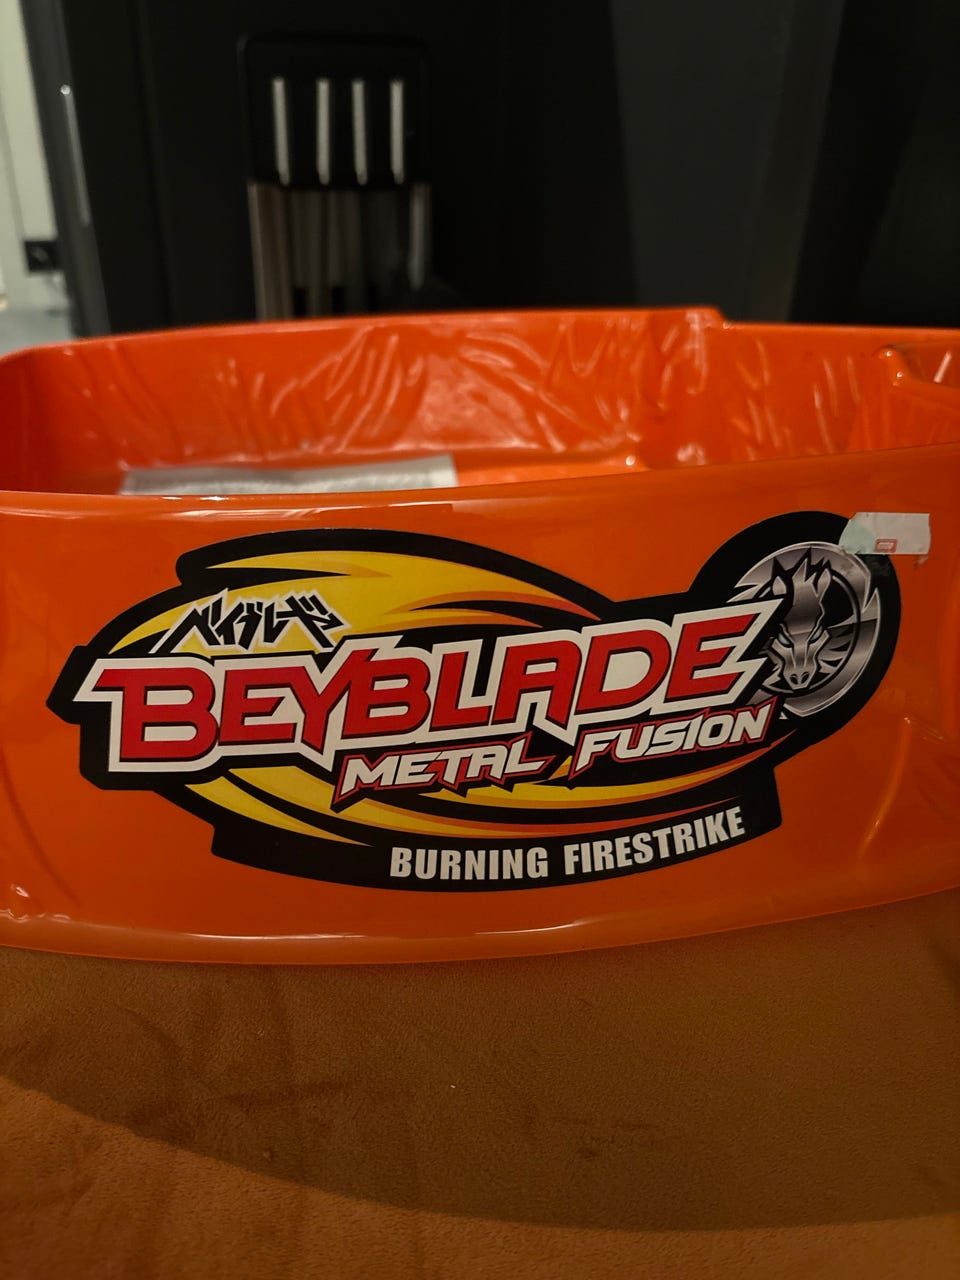 ベイブレード
BEYBLADE
METAL FUSION
BURNING FIRESTRIKE